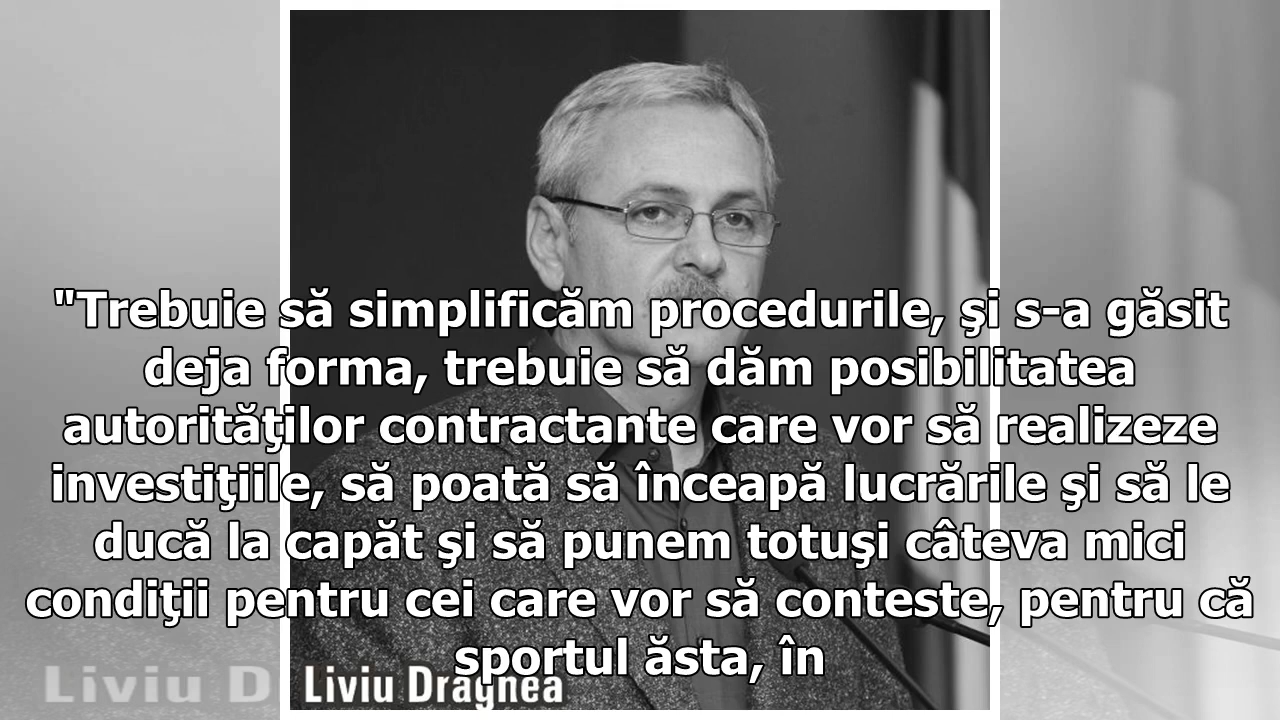 "Trebuie să simplificăm procedurile, şi s-a găsit
deja forma, trebuie să dăm posibilitatea
autorităţilor contractante care vor să realizeze
investiţiile, să poată să înceapă lucrările şi să le
ducă la capăt şi să punem totuşi câteva mici
condiţii pentru cei care vor să conteste, pentru că
sportul ăsta, în
Liviu D
Liviu Dragnea